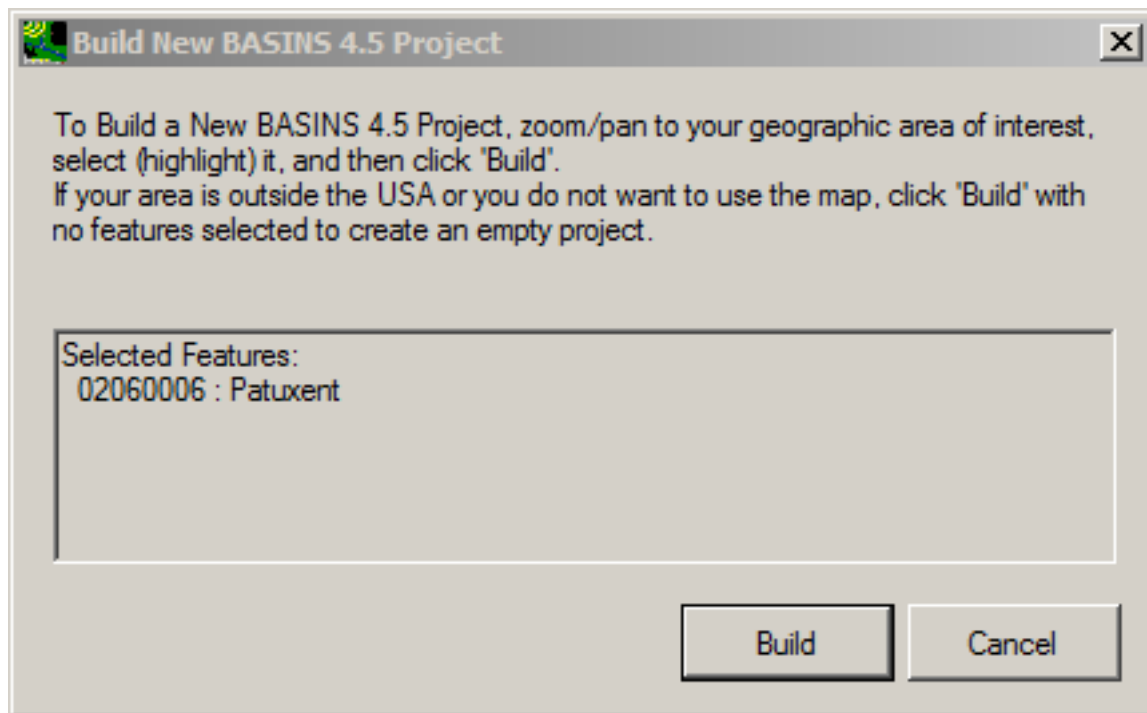 Build New BASINS 4.5 Project
To Build a New BASINS 4.5 Project, zoom/pan to your geographic area of interest,
select (highlight) it, and then click 'Build'.
If your area is outside the USA or you do not want to use the map, click 'Build' with
no features selected to create an empty project.
Selected Features:
02060006 : Patuxent
Build
Cancel